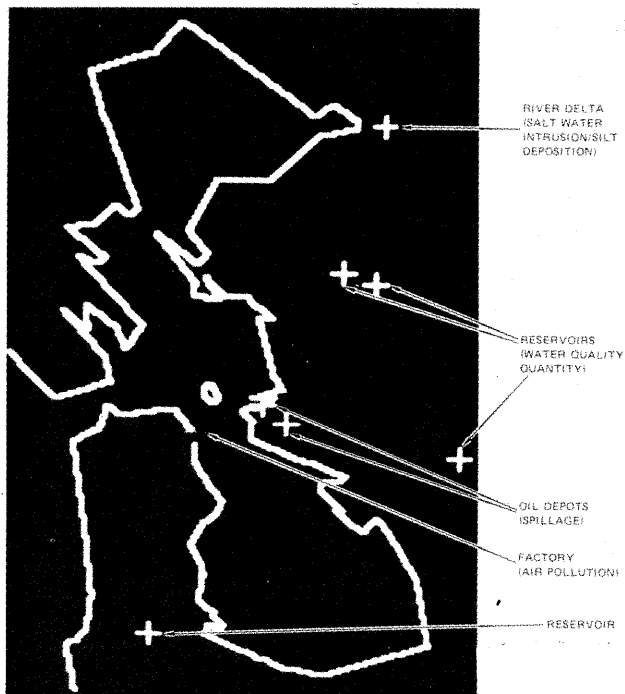 RIVER DELTA
(SALT WATER
INTRUSION/SILT
DEPOSITION)
RESERVOIRS
(WATER QUALITY
QUANTITY)
OIL DEPOTS
(SPILLAGE)
FACTORY
(AIR POLLUTION)
RESERVOIR